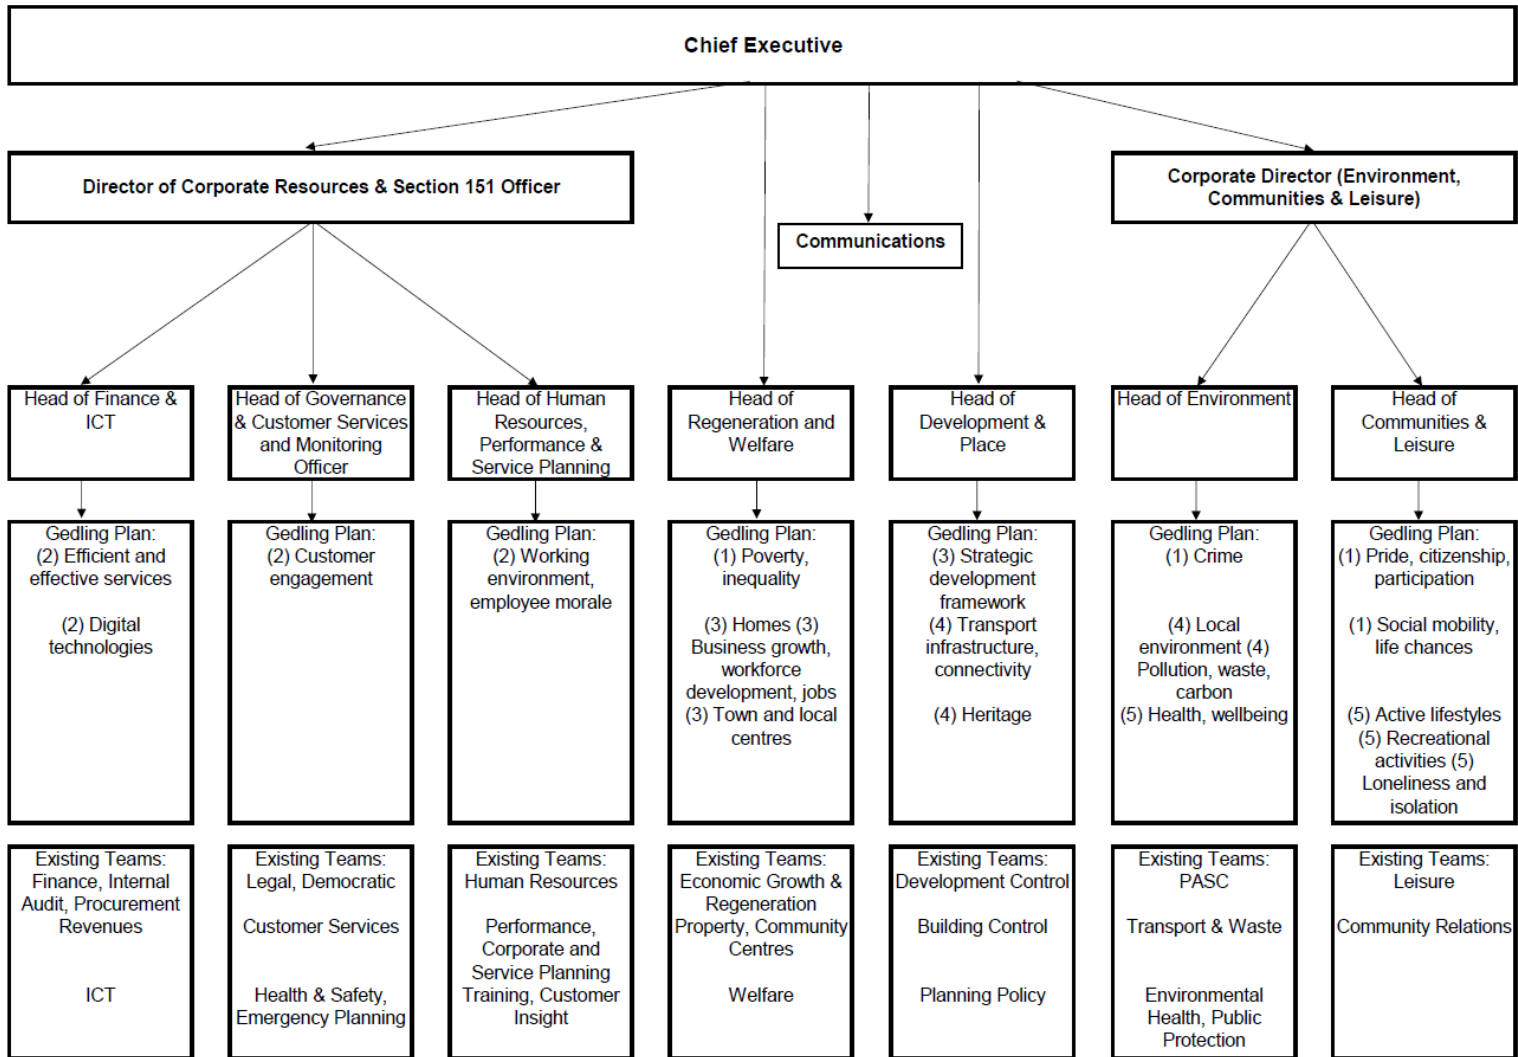 Chief Executive
Director of Corporate Resources & Section 151 Officer
Corporate Director (Environment,
Communities & Leisure)
Communications
Head of Finance &
ICT
Head of Governance
& Customer Services
and Monitoring
Officer
Head of Human
Resources,
Performance &
Service Planning
Head of
Regeneration and
Welfare
Head of
Development &
Place
Head of Environment
Head of
Communities &
Leisure
Gedling Plan:
(2) Efficient and
effective services
(2) Digital
technologies
Gedling Plan:
(2) Customer
engagement
Gedling Plan:
(2) Working
environment,
employee morale
Gedling Plan:
(1) Poverty,
inequality
(3) Homes (3)
Business growth,
workforce
development, jobs
(3) Town and local
centres
Gedling Plan:
(3) Strategic
development
framework
(4) Transport
infrastructure,
connectivity
(4) Heritage
Gedling Plan:
(1) Crime
(4) Local
environment (4)
Pollution, waste,
carbon
(5) Health, wellbeing
Gedling Plan:
(1) Pride, citizenship,
participation
(1) Social mobility,
life chances
(5) Active lifestyles
(5) Recreational
activities (5)
Loneliness and
isolation
Existing Teams:
Finance, Internal
Audit, Procurement
Revenues
ICT
Existing Teams:
Legal, Democratic
Customer Services
Health & Safety,
Emergency Planning
Existing Teams:
Human Resources
Performance,
Corporate and
Service Planning
Training, Customer
Insight
Existing Teams:
Economic Growth &
Regeneration
Property, Community
Centres
Welfare
Existing Teams:
Development Control
Building Control
Planning Policy
Existing Teams:
PASC
Transport & Waste
Environmental
Health, Public
Protection
Existing Teams:
Leisure
Community Relations